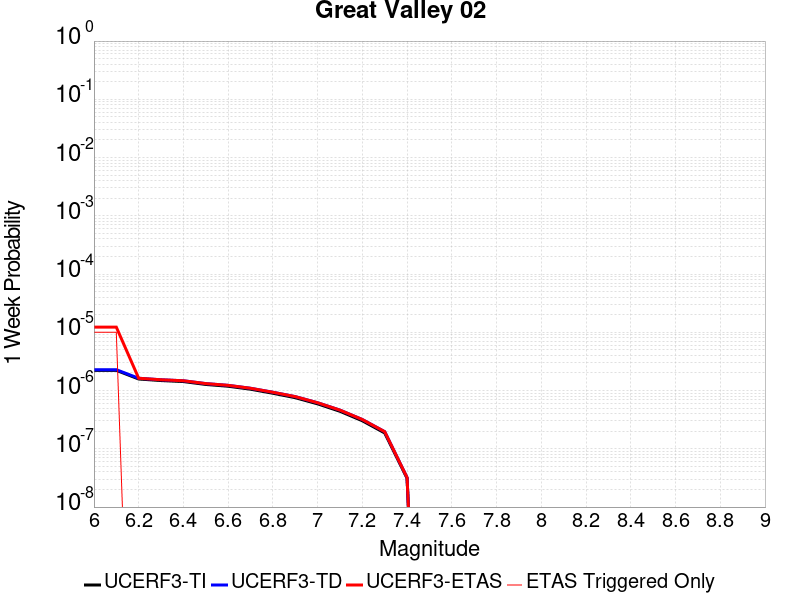 Great Valley 02
1 Week Probability
10^0
10^-1
10^-2
10^-3
10^-4
10^-5
10^-6
10^-7
10^-8
6 6.2 6.4 6.6 6.8 7 7.2 7.4 7.6 7.8 8 8.2 8.4 8.6 8.8 9
Magnitude
UCERF3-TI UCERF3-TD UCERF3-ETAS ETAS Triggered Only